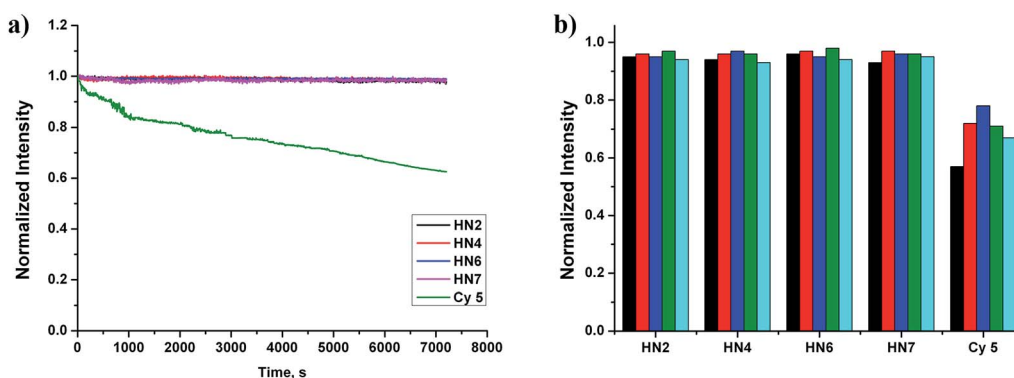 a)
Normalized Intensity
1.2
1.0
0.8
0.6
0.4
0.2
0.0
HN2
HN4
HN6
HN7
Cy 5
0 1000 2000 3000 4000 5000 6000 7000 8000
Time, s
b)
Normalized Intensity
1.0
0.8
0.6
0.4
0.2
0.0
HN2 HN4 HN6 HN7 Cy 5